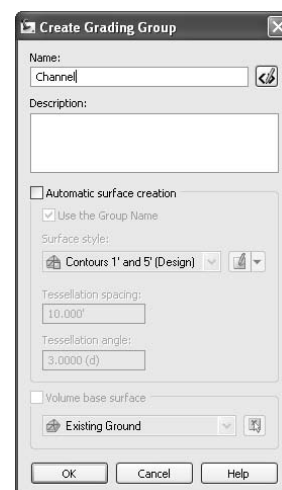 Create Grading Group
Name:
Channel
Description:
Automatic surface creation
Use the Group Name
Surface style:
Contours 1' and 5' (Design)
Tessellation spacing:
10.000'
Tessellation angle:
3.0000 (d)
Volume base surface
Existing Ground
OK Cancel Help